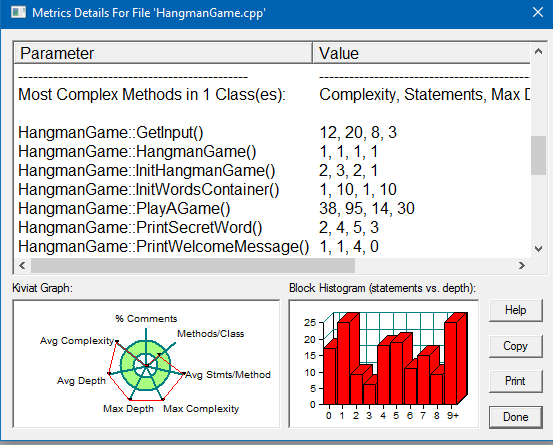 Metrics Details For File 'HangmanGame.cpp'
Parameter Value
---------------------------------------- ----------------------------------------
Most Complex Methods in 1 Class(es): Complexity, Statements, Max D
HangmanGame::GetInput() 12, 20, 8, 3
HangmanGame::HangmanGame() 1, 1, 1, 1
HangmanGame::InitHangmanGame() 2, 3, 2, 1
HangmanGame::InitWordsContainer() 1, 10, 1, 10
HangmanGame::PlayAGame() 38, 95, 14, 30
HangmanGame::PrintSecretWord() 2, 4, 5, 3
HangmanGame::PrintWelcomeMessage() 1, 1, 4, 0
Kiviat Graph: Block Histogram (statements vs. depth):
% Comments
Methods/Class
Avg Complexity
Avg Stmts/Method
Avg Depth
Max Depth Max Complexity
25
20
15
10
5
0
0 1 2 3 4 5 6 7 8 9+
Help
Copy
Print
Done